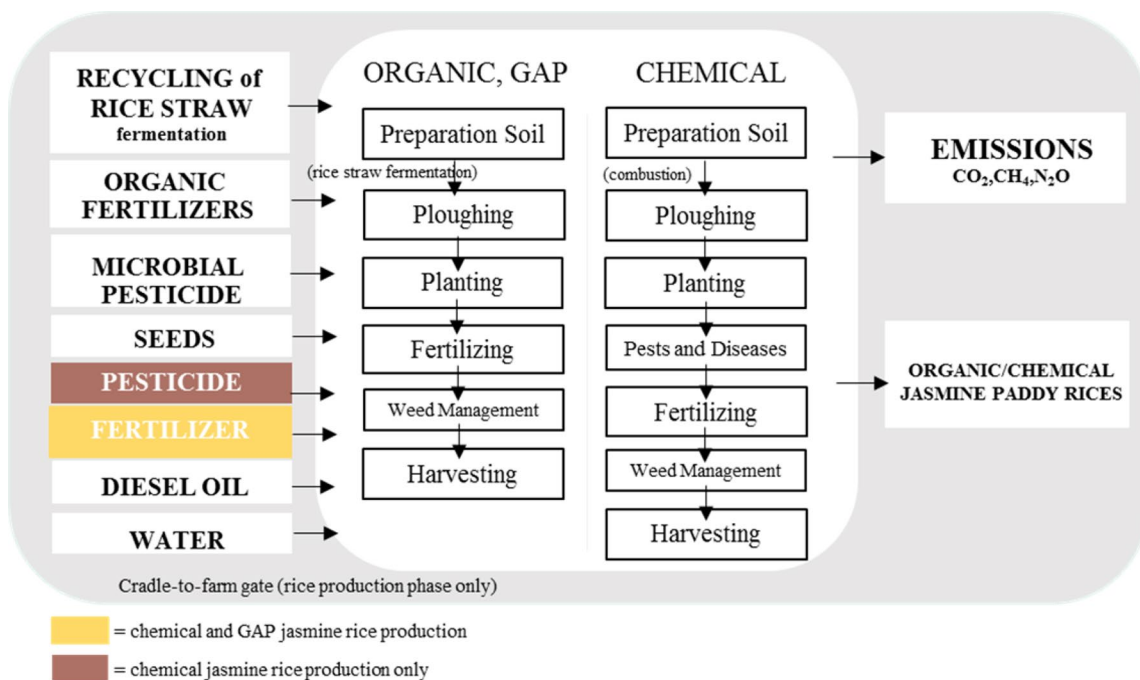 RECYCLING of
RICE STRAW
fermentation
ORGANIC
FERTILIZERS
MICROBIAL
PESTICIDE
SEEDS
PESTICIDE
FERTILIZER
DIESEL OIL
WATER
ORGANIC, GAP
Preparation Soil
(rice straw fermentation)
Ploughing
Planting
Fertilizing
Weed Management
Harvesting
CHEMICAL
Preparation Soil
(combustion)
Ploughing
Planting
Pests and Diseases
Fertilizing
Weed Management
Harvesting
EMISSIONS
CO₂,CH₄,N₂O
ORGANIC/CHEMICAL
JASMINE PADDY RICES
Cradle-to-farm gate (rice production phase only)
= chemical and GAP jasmine rice production
= chemical jasmine rice production only